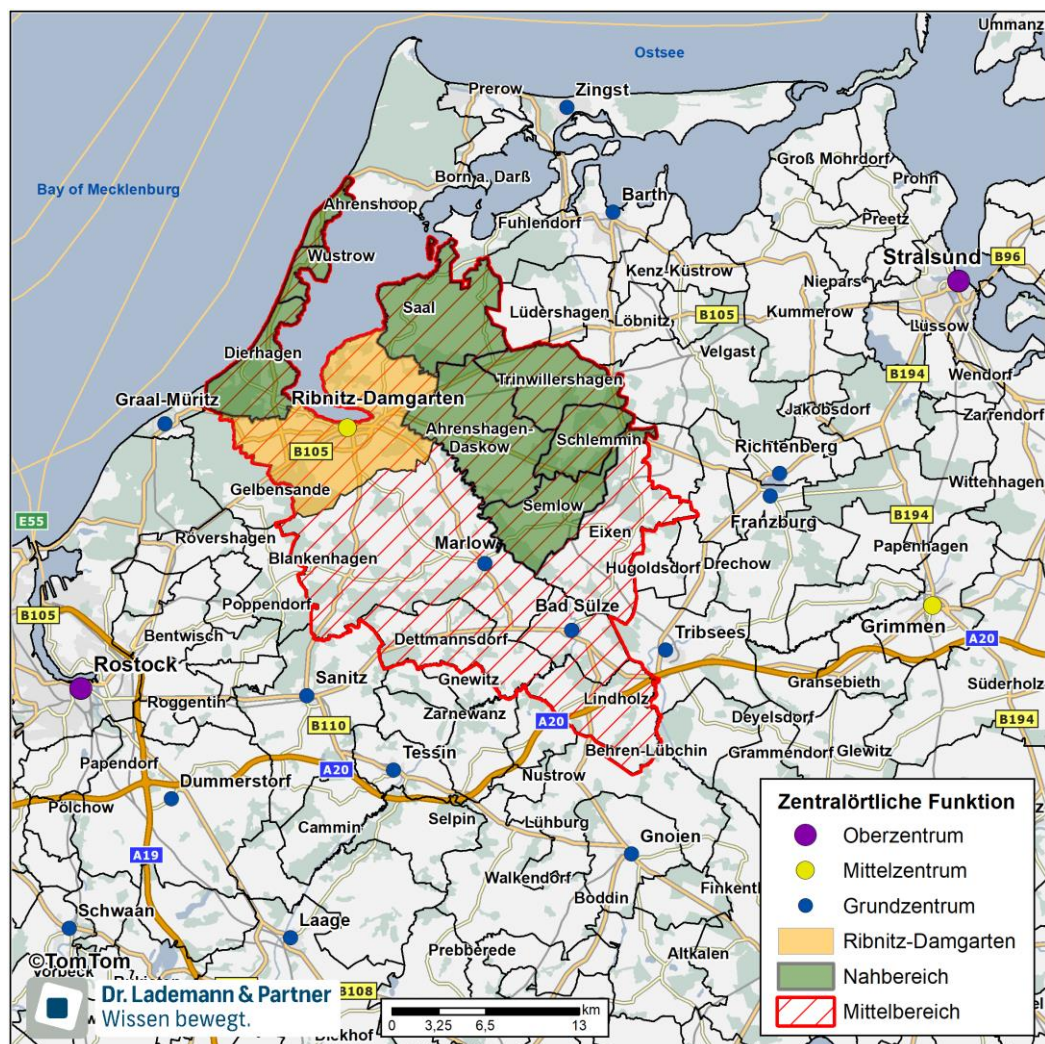 Ummanz
Ostsee
Prerow
Zingst
Groß Mohrdorf
Prohn
Born a. Darß
Bay of Mecklenburg
Barth
Ahrenshoop
Fuhlendorf
Preetz
Wustrow
Stralsund
B96
Kenz-Küstrow
Niepars
Saal
Lüdershagen
B105
Kummerow
Löbnitz
Lüssow
Dierhagen
Velgast
Trinwillershagen
B194
Wendorf
Graal-Müritz
Ribnitz-Damgarten
Jakobsdorf
Zarrendorf
Ahrenshagen-
Daskow
Schlemmin
B105
Richtenberg
Gelbensande
Semlow
Wittenhagen
E55
Franzburg
B194
Rövershagen
Eixen
Marlow
Papenhagen
Blankenhagen
Hugoldsdorf
Drechow
Poppendorf
B105
Bad Sülze
Grimmen
Bentwisch
Dettmannsdorf
Tribsees
A20
Rostock
Gnewitz
Sanitz
Gransebieth
Süderholz
Roggentin
Lindholz
Zarnewanz
Deyelsdorf
B110
A20
B194
Behren-Lübchin
Grammendorf
Glewitz
Papendorf
Tessin
A20
Nustrow
Dummerstorf
Pölchow
Selpin
Lühburg
Cammin
Gnoien
A19
Walkendorf
Finkenth
Boddin
Schwaan
Laage
Prebberede
Altkalen
©TomTom
Vorbeck
B108
Dr. Lademann & Partner
Wissen bewegt.
km
0
3,25
6,5
13
Zentralörtliche Funktion
Oberzentrum
Mittelzentrum
Grundzentrum
Ribnitz-Damgarten
Nahbereich
Mittelbereich